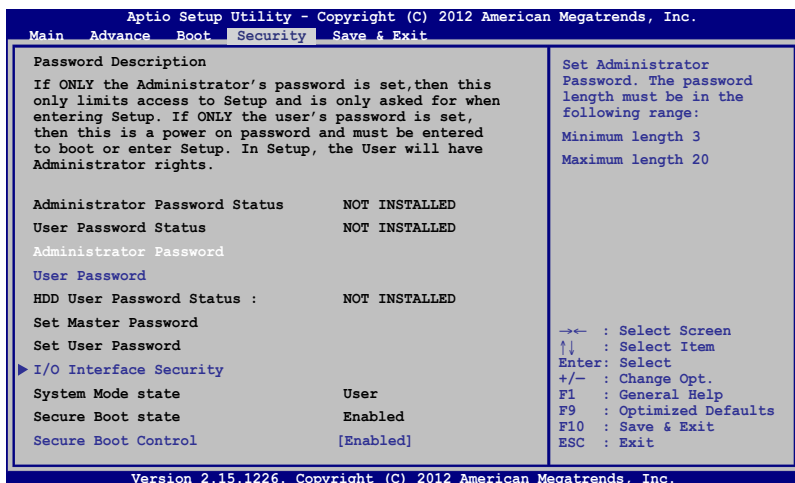 Aptio Setup Utility - Copyright (C) 2012 American Megatrends, Inc.
Main Advance Boot Security Save & Exit
Password Description
If ONLY the Administrator's password is set,then this
only limits access to Setup and is only asked for when
entering Setup. If ONLY the user's password is set,
then this is a power on password and must be entered
to boot or enter Setup. In Setup, the User will have
Administrator rights.
Administrator Password Status NOT INSTALLED
User Password Status NOT INSTALLED
Administrator Password
User Password
HDD User Password Status : NOT INSTALLED
Set Master Password
Set User Password
I/O Interface Security
System Mode state User
Secure Boot state Enabled
Secure Boot Control [Enabled]
Set Administrator
Password. The password
length must be in the
following range:
Minimum length 3
Maximum length 20
→← : Select Screen
↑↓ : Select Item
Enter: Select
+/— : Change Opt.
F1 : General Help
F9 : Optimized Defaults
F10 : Save & Exit
ESC : Exit
Version 2.15.1226. Copyright (C) 2012 American Megatrends, Inc.